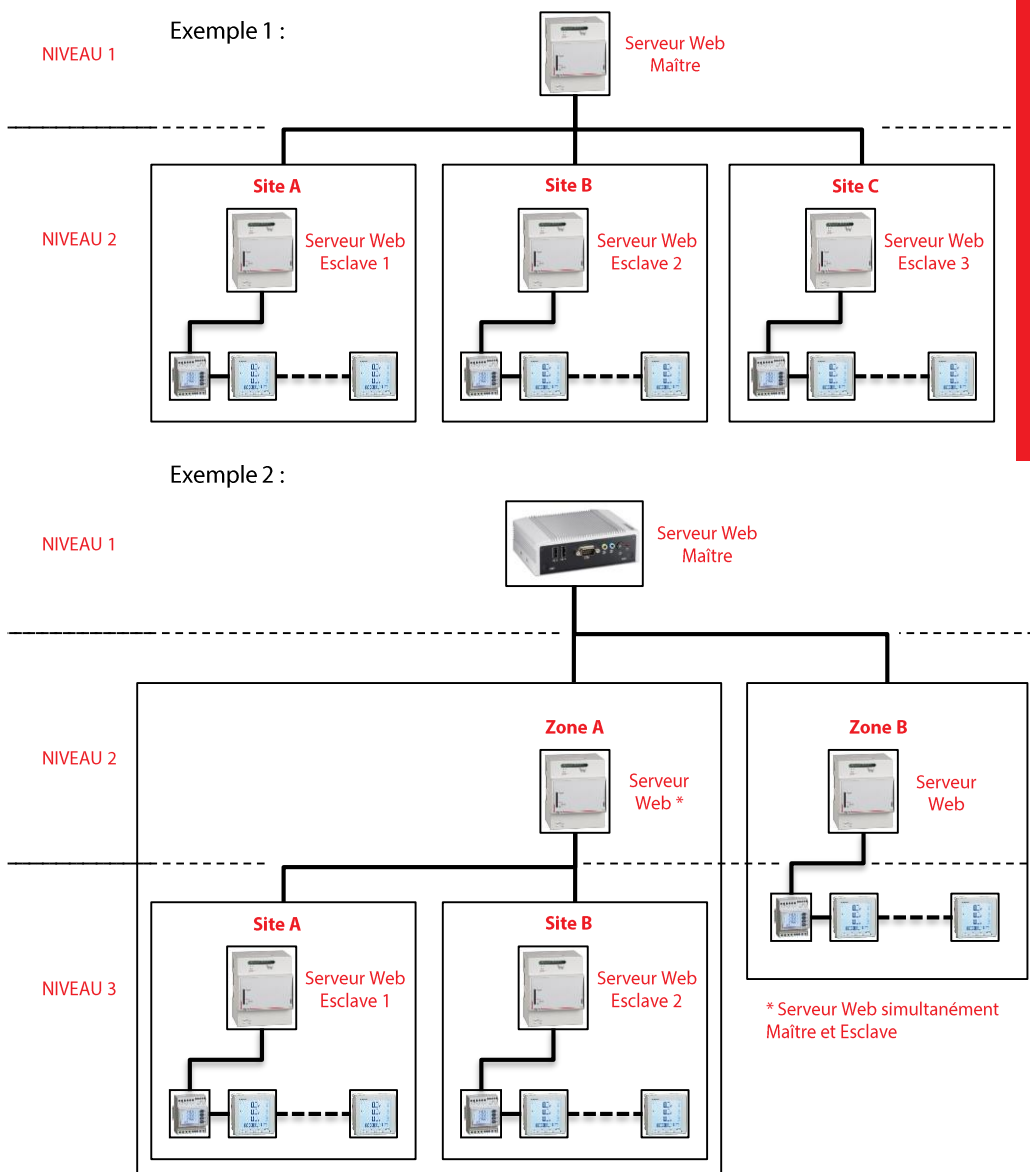 Exemple 1 :
NIVEAU 1
Serveur Web
Maître
Site A
Site B
Site C
NIVEAU 2
Serveur Web
Esclave 1
Serveur Web
Esclave 2
Serveur Web
Esclave 3
Exemple 2 :
NIVEAU 1
Serveur Web
Maître
Zone A
Zone B
NIVEAU 2
Serveur
Web *
Serveur
Web
Site A
Site B
NIVEAU 3
Serveur Web
Esclave 1
Serveur Web
Esclave 2
* Serveur Web simultanément
Maître et Esclave